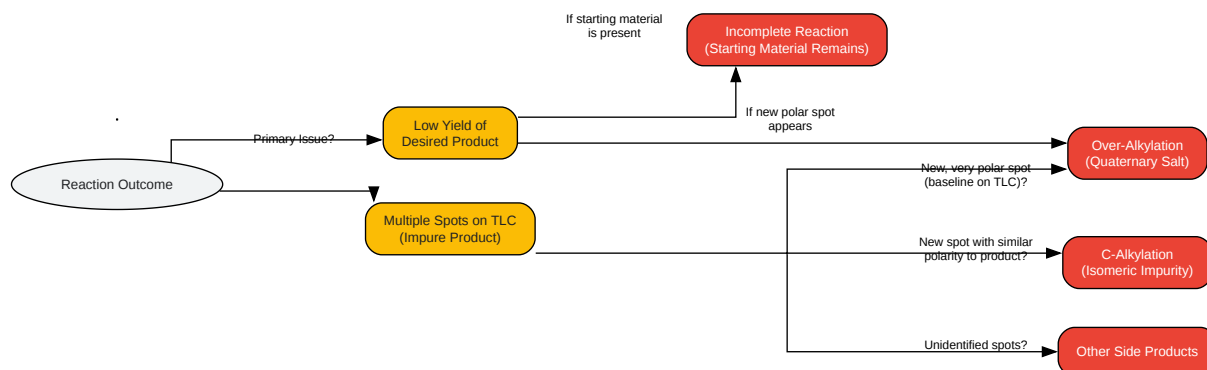 If starting material
is present
Incomplete Reaction
(Starting Material Remains)
If new polar spot
appears
Low Yield of
Desired Product
Primary Issue?
Over-Alkylation
(Quaternary Salt)
New, very polar spot
(baseline on TLC)?
Reaction Outcome
Multiple Spots on TLC
(Impure Product)
New spot with similar
polarity to product?
C-Alkylation
(Isomeric Impurity)
Unidentified spots?
Other Side Products